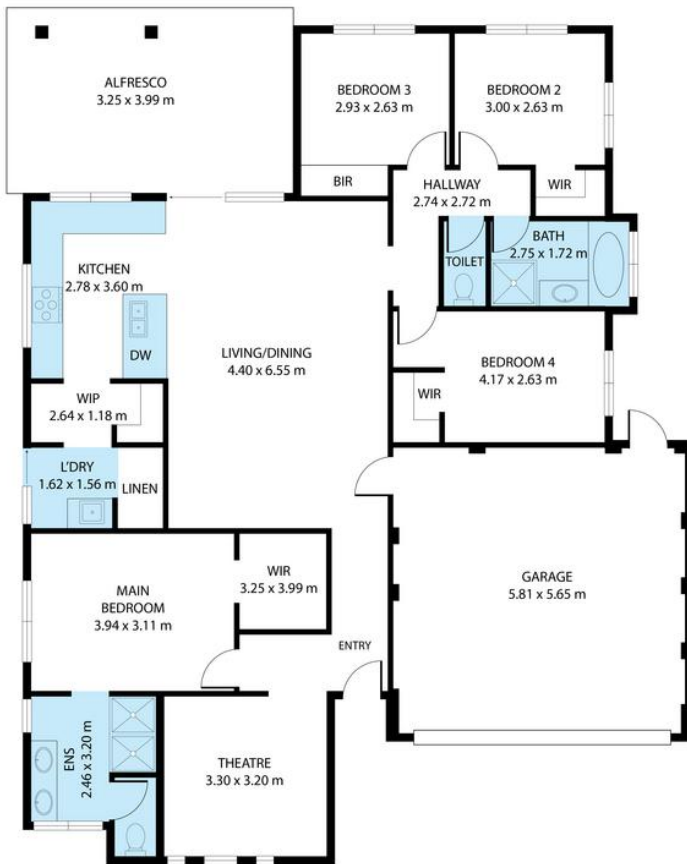 ALFRESCO
3.25 x 3.99 m
BEDROOM 3
2.93 x 2.63 m
BEDROOM 2
3.00 x 2.63 m
BIR
HALLWAY
2.74 x 2.72 m
WIR
BATH
2.75 x 1.72 m
TOILET
KITCHEN
2.78 x 3.60 m
DW
LIVING/DINING
4.40 x 6.55 m
BEDROOM 4
4.17 x 2.63 m
WIR
WIP
2.64 x 1.18 m
L'DRY
1.62 x 1.56 m
LINEN
MAIN
BEDROOM
3.94 x 3.11 m
WIR
3.25 x 3.99 m
GARAGE
5.81 x 5.65 m
ENTRY
ENS
2.46 x 3.20 m
THEATRE
3.30 x 3.20 m